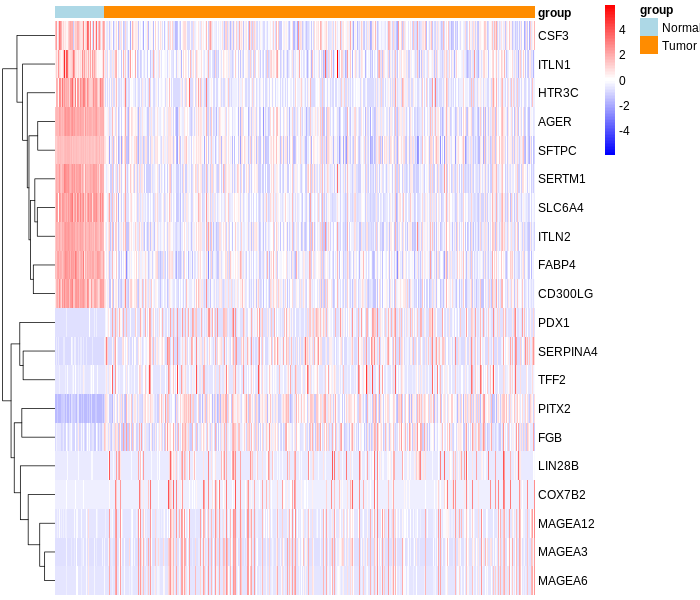 group
CSF3
ITLN1
HTR3C
AGER
SFTPC
SERTM1
SLC6A4
ITLN2
FABP4
CD300LG
PDX1
SERPINA4
TFF2
PITX2
FGB
LIN28B
COX7B2
MAGEA12
MAGEA3
MAGEA6
4
2
0
-2
-4
group
Normal
Tumor